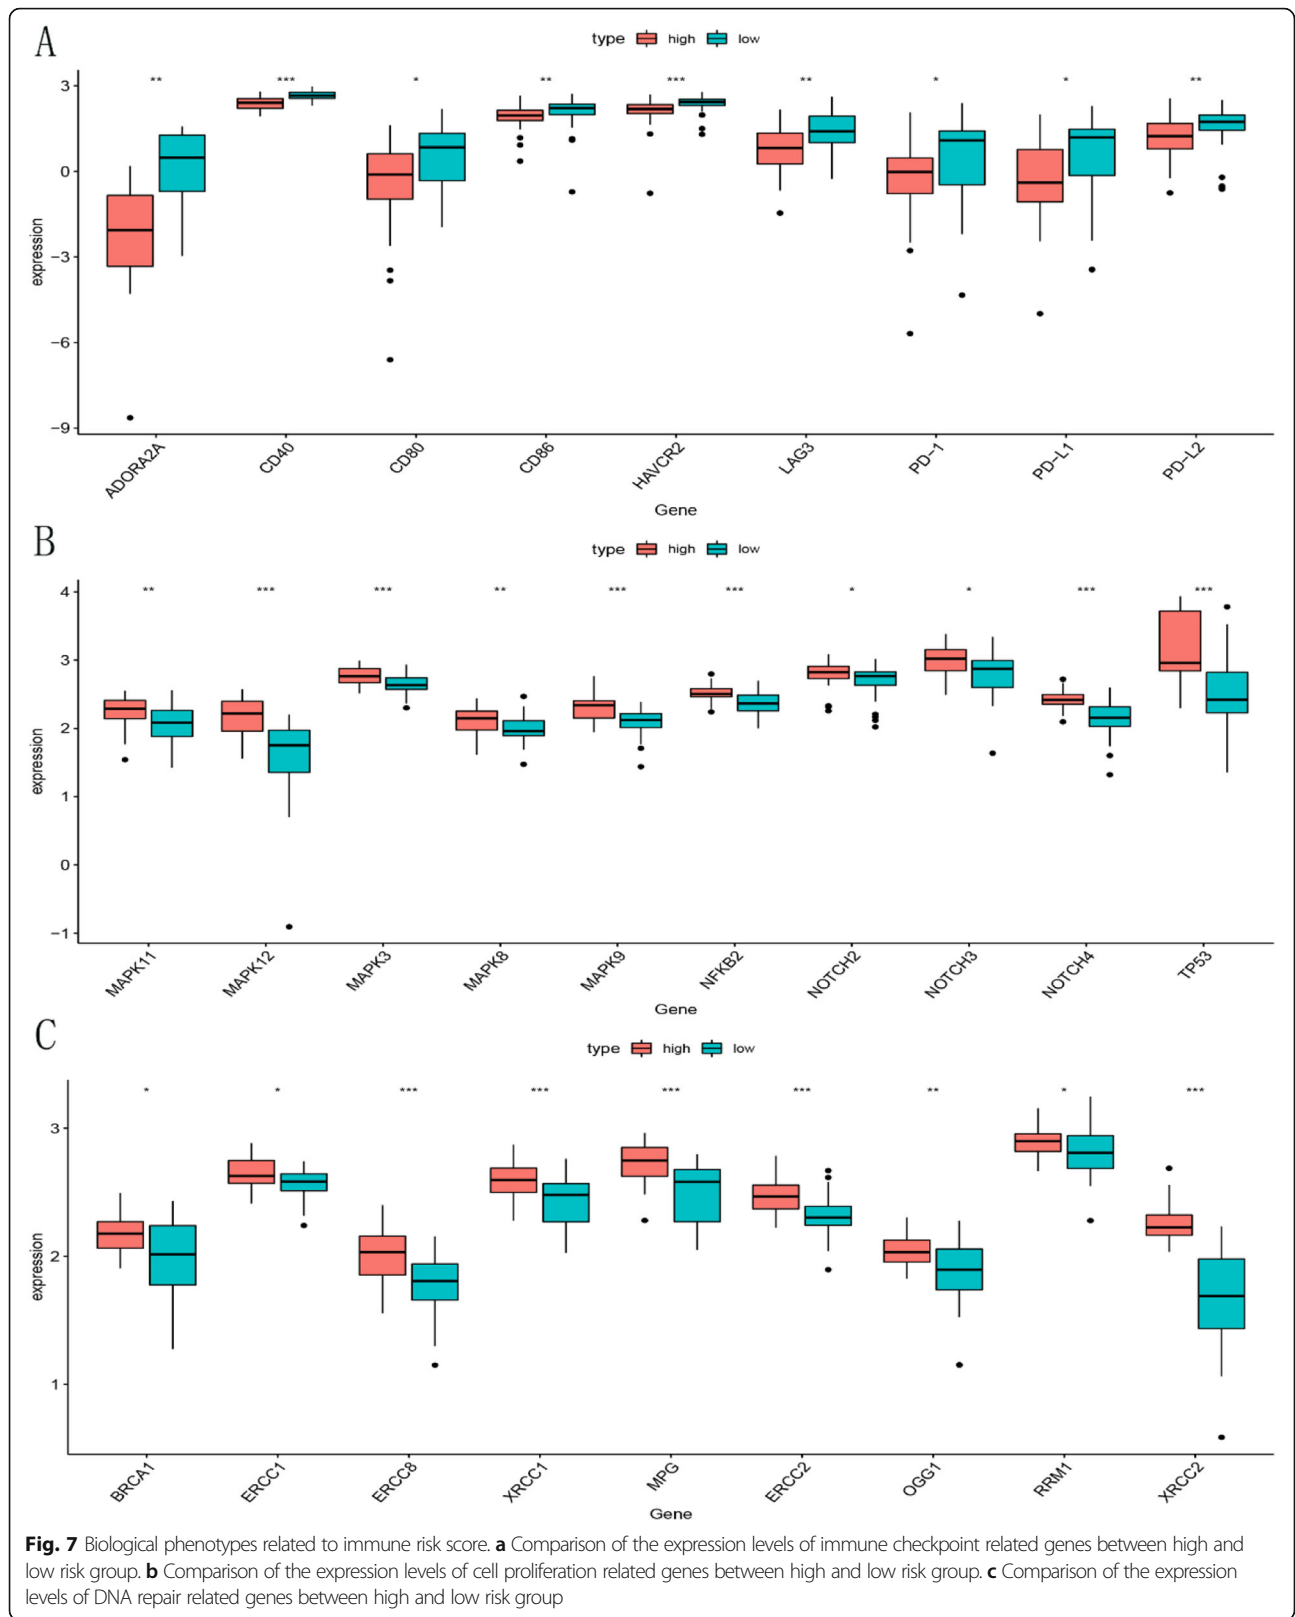 A
type high low
** *** * ** *** ** * * **
3
0
−3
−6
−9
expression
ADORA2A CD40 CD80 CD86 HAVCR2 LAG3 PD−1 PD−L1 PD−L2
Gene
B
type high low
** *** *** ** *** *** * * *** ***
4
3
2
1
0
−1
expression
MAPK11 MAPK12 MAPK3 MAPK8 MAPK9 NFKB2 NOTCH2 NOTCH3 NOTCH4 TP53
Gene
C
type high low
* * *** *** *** *** ** * ***
3
2
1
expression
BRCA1 ERCC1 ERCC8 XRCC1 MPG ERCC2 OGG1 RRM1 XRCC2
Gene
Fig. 7 Biological phenotypes related to immune risk score. a Comparison of the expression levels of immune checkpoint related genes between high and
low risk group. b Comparison of the expression levels of cell proliferation related genes between high and low risk group. c Comparison of the expression
levels of DNA repair related genes between high and low risk group